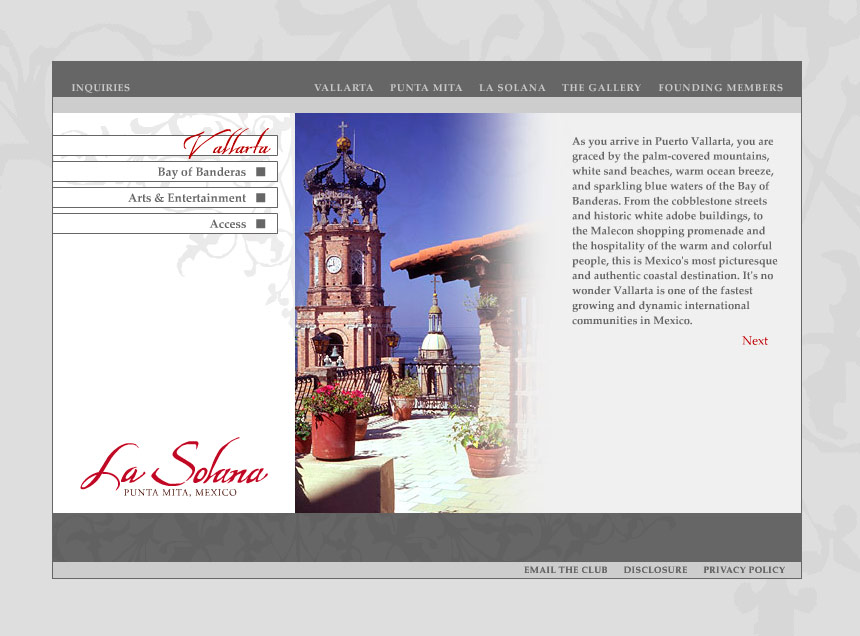 INQUIRIES
VALLARTA PUNTA MITA LA SOLANA THE GALLERY FOUNDING MEMBERS
Vallarta
Bay of Banderas
Arts & Entertainment
Access
As you arrive in Puerto Vallarta, you are
graced by the palm-covered mountains,
white sand beaches, warm ocean breeze,
and sparkling blue waters of the Bay of
Banderas. From the cobblestone streets
and historic white adobe buildings, to
the Malecon shopping promenade and
the hospitality of the warm and colorful
people, this is Mexico's most picturesque
and authentic coastal destination. It's no
wonder Vallarta is one of the fastest
growing and dynamic international
communities in Mexico.
Next
La Solana
PUNTA MITA, MEXICO
EMAIL THE CLUB DISCLOSURE PRIVACY POLICY